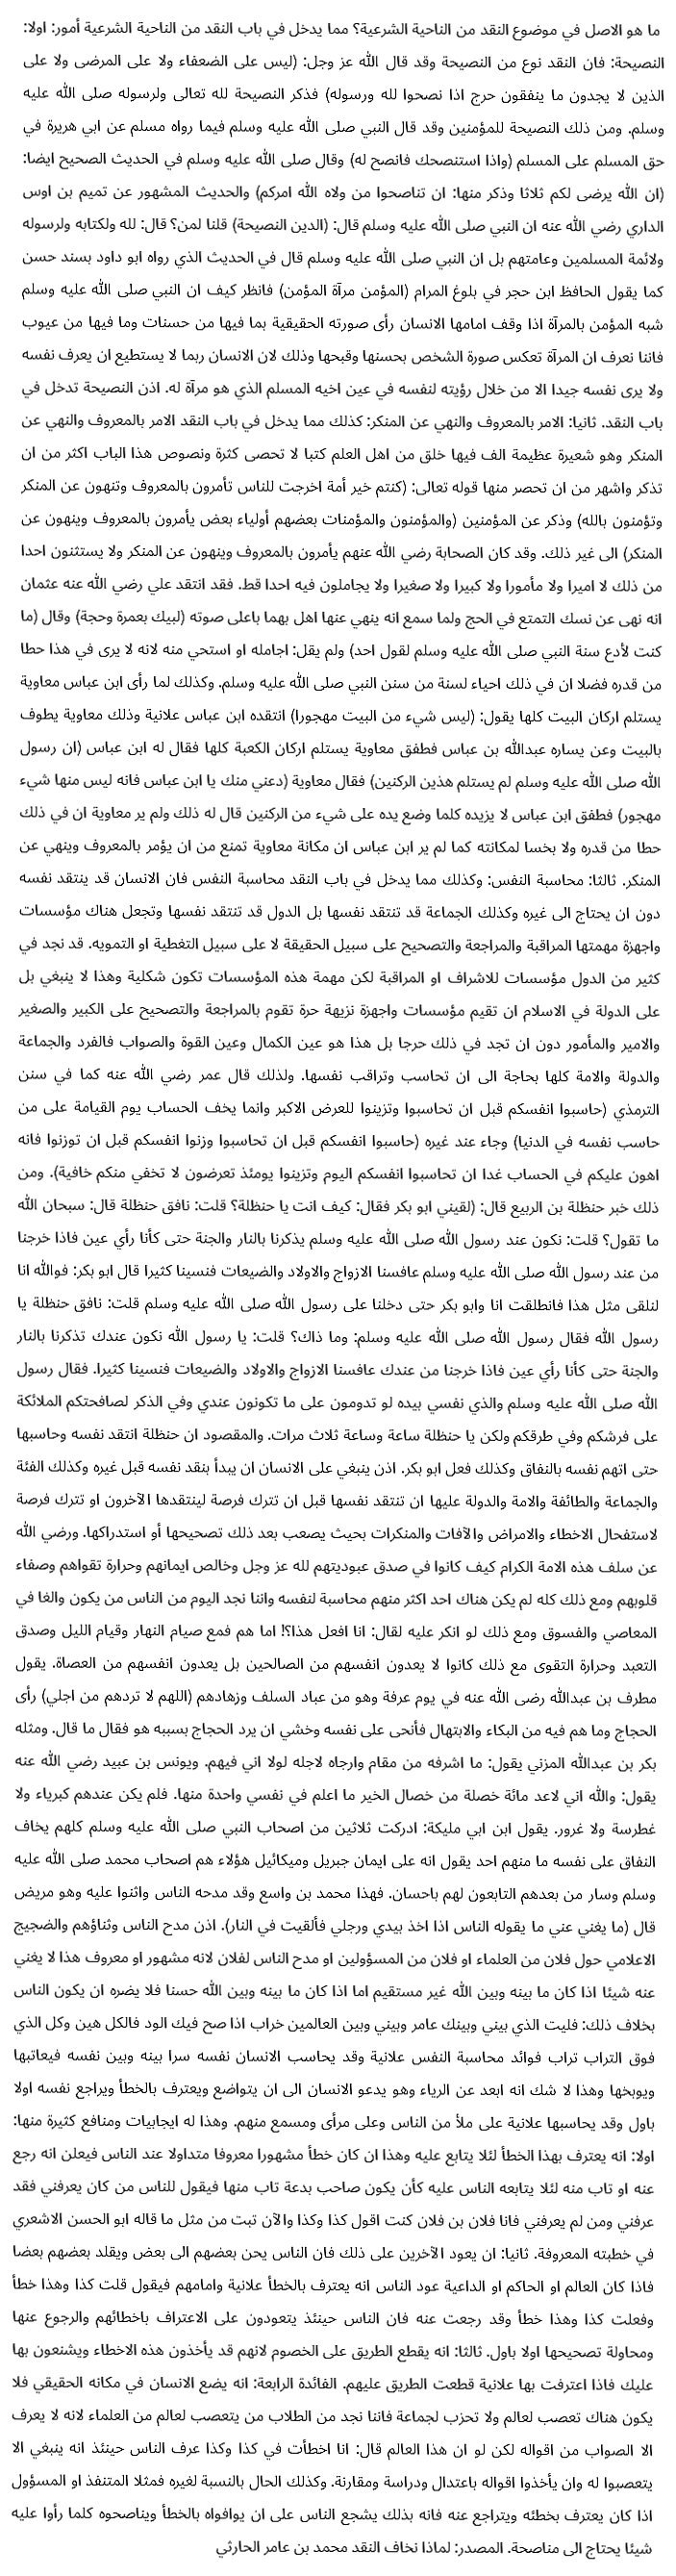 ما هو الاصل في موضوع النقد من الناحية الشرعية؟ مما يدخل في باب النقد من الناحية الشرعية أمور: اولا:
النصيحة: فان النقد نوع من النصيحة وقد قال الله عز وجل: (ليس على الضعفاء ولا على المرضى ولا على
الذين لا يجدون ما ينفقون حرج اذا نصحوا لله ورسوله) فذكر النصيحة لله تعالى ولرسوله صلى الله عليه
وسلم. ومن ذلك النصيحة للمؤمنين وقد قال النبي صلى الله عليه وسلم فيما رواه مسلم عن ابي هريرة في
حق المسلم على المسلم (واذا استنصحك فانصح له) وقال صلى الله عليه وسلم في الحديث الصحيح ايضا:
(ان الله يرضى لكم ثلاثا وذكر منها: ان تناصحوا من ولاه الله امركم) والحديث المشهور عن تميم بن اوس
الداري رضي الله عنه ان النبي صلى الله عليه وسلم قال: (الدين النصيحة) قلنا لمن؟ قال: لله ولكتابه ولرسوله
ولائمة المسلمين وعامتهم بل ان النبي صلى الله عليه وسلم قال في الحديث الذي رواه ابو داود بسند حسن
كما يقول الحافظ ابن حجر في بلوغ المرام (المؤمن مرآة المؤمن) فانظر كيف ان النبي صلى الله عليه وسلم
شبه المؤمن بالمرآة اذا وقف امامها الانسان رأى صورته الحقيقية بما فيها من حسنات وما فيها من عيوب
فاننا نعرف ان المرآة تعكس صورة الشخص بحسنها وقبحها وذلك لان الانسان ربما لا يستطيع ان يعرف نفسه
ولا يرى نفسه جيدا الا من خلال رؤيته لنفسه في عين اخيه المسلم الذي هو مرآة له. اذن النصيحة تدخل في
باب النقد. ثانيا: الامر بالمعروف والنهي عن المنكر: كذلك مما يدخل في باب النقد الامر بالمعروف والنهي عن
المنكر وهو شعيرة عظيمة الف فيها خلق من اهل العلم كتبا لا تحصى كثرة ونصوص هذا الباب اكثر من ان
تذكر واشهر من ان تحصر منها قوله تعالى: (كنتم خير أمة اخرجت للناس تأمرون بالمعروف وتنهون عن المنكر
وتؤمنون بالله) وذكر عن المؤمنين (والمؤمنون والمؤمنات بعضهم أولياء بعض يأمرون بالمعروف وينهون عن
المنكر) الى غير ذلك. وقد كان الصحابة رضي الله عنهم يأمرون بالمعروف وينهون عن المنكر ولا يستثنون احدا
من ذلك لا اميرا ولا مأمورا ولا كبيرا ولا صغيرا ولا يجاملون فيه احدا قط. فقد انتقد علي رضي الله عنه عثمان
انه نهى عن نسك التمتع في الحج ولما سمع انه ينهي عنها اهل بهما باعلى صوته (لبيك بعمرة وحجة) وقال (ما
كنت لأدع سنة النبي صلى الله عليه وسلم لقول احد) ولم يقل: اجامله او استحي منه لانه لا يرى في هذا حطا
من قدره فضلا ان في ذلك احياء لسنة من سنن النبي صلى الله عليه وسلم. وكذلك لما رأى ابن عباس معاوية
يستلم اركان البيت كلها يقول: (ليس شيء من البيت مهجورا) انتقده ابن عباس علانية وذلك معاوية يطوف
بالبيت وعن يساره عبدالله بن عباس فطفق معاوية يستلم اركان الكعبة كلها فقال له ابن عباس (ان رسول
الله صلى الله عليه وسلم لم يستلم هذين الركنين) فقال معاوية (دعني منك يا ابن عباس فانه ليس منها شيء
مهجور) فطفق ابن عباس لا يزيده كلما وضع يده على شيء من الركنين قال له ذلك ولم ير معاوية ان في ذلك
حطا من قدره ولا بخسا لمكانته كما لم ير ابن عباس ان مكانة معاوية تمنع من ان يؤمر بالمعروف وينهي عن
المنكر. ثالثا: محاسبة النفس: وكذلك مما يدخل في باب النقد محاسبة النفس فان الانسان قد ينتقد نفسه
دون ان يحتاج الى غيره وكذلك الجماعة قد تنتقد نفسها بل الدول قد تنتقد نفسها وتجعل هناك مؤسسات
واجهزة مهمتها المراقبة والمراجعة والتصحيح على سبيل الحقيقة لا على سبيل التغطية او التمويه. قد نجد في
كثير من الدول مؤسسات للاشراف او المراقبة لكن مهمة هذه المؤسسات تكون شكلية وهذا لا ينبغي بل
على الدولة في الاسلام ان تقيم مؤسسات واجهزة نزيهة حرة تقوم بالمراجعة والتصحيح على الكبير والصغير
والامير والمأمور دون ان تجد في ذلك حرجا بل هذا هو عين الكمال وعين القوة والصواب فالفرد والجماعة
والدولة والامة كلها بحاجة الى ان تحاسب وتراقب نفسها. ولذلك قال عمر رضي الله عنه كما في سنن
الترمذي (حاسبوا انفسكم قبل ان تحاسبوا وتزينوا للعرض الاكبر وانما يخف الحساب يوم القيامة على من
حاسب نفسه في الدنيا) وجاء عند غيره (حاسبوا انفسكم قبل ان تحاسبوا وزنوا انفسكم قبل ان توزنوا فانه
اهون عليكم في الحساب غدا ان تحاسبوا انفسكم اليوم وتزينوا يومئذ تعرضون لا تخفي منكم خافية). ومن
ذلك خبر حنظلة بن الربيع قال: (لقيني ابو بكر فقال: كيف انت يا حنظلة؟ قلت: نافق حنظلة قال: سبحان الله
ما تقول؟ قلت: نكون عند رسول الله صلى الله عليه وسلم يذكرنا بالنار والجنة حتى كأنا رأي عين فاذا خرجنا
من عند رسول الله صلى الله عليه وسلم عافسنا الازواج والاولاد والضيعات فنسينا كثيرا قال ابو بكر: فوالله انا
لنلقى مثل هذا فانطلقت انا وابو بكر حتى دخلنا على رسول الله صلى الله عليه وسلم قلت: نافق حنظلة يا
رسول الله فقال رسول الله صلى الله عليه وسلم: وما ذاك؟ قلت: يا رسول الله نكون عندك تذكرنا بالنار
والجنة حتى كأنا رأي عين فاذا خرجنا من عندك عافسنا الازواج والاولاد والضيعات فنسينا كثيرا. فقال رسول
الله صلى الله عليه وسلم والذي نفسي بيده لو تدومون على ما تكونون عندي وفي الذكر لصافحتكم الملائكة
على فرشكم وفي طرقكم ولكن يا حنظلة ساعة وساعة ثلاث مرات. والمقصود ان حنظلة انتقد نفسه وحاسبها
حتى اتهم نفسه بالنفاق وكذلك فعل ابو بكر. اذن ينبغي على الانسان ان يبدأ بنقد نفسه قبل غيره وكذلك الفئة
والجماعة والطائفة والامة والدولة عليها ان تنتقد نفسها قبل ان تترك فرصة لينتقدها الآخرون او تترك فرصة
لاستفحال الاخطاء والامراض والآفات والمنكرات بحيث يصعب بعد ذلك تصحيحها أو استدراكها. ورضي الله
عن سلف هذه الامة الكرام كيف كانوا في صدق عبوديتهم لله عز وجل وخالص ايمانهم وحرارة تقواهم وصفاء
قلوبهم ومع ذلك كله لم يكن هناك احد اكثر منهم محاسبة لنفسه واننا نجد اليوم من الناس من يكون والغا في
المعاصي والفسوق ومع ذلك لو انكر عليه لقال: انا افعل هذا؟! اما هم فمع صيام النهار وقيام الليل وصدق
التعبد وحرارة التقوى مع ذلك كانوا لا يعدون انفسهم من الصالحين بل يعدون انفسهم من العصاة. يقول
مطرف بن عبدالله رضى الله عنه في يوم عرفة وهو من عباد السلف وزهادهم (اللهم لا تردهم من اجلي) رأى
الحجاج وما هم فيه من البكاء والابتهال فأنحى على نفسه وخشي ان يرد الحجاج بسببه هو فقال ما قال. ومثله
بكر بن عبدالله المزني يقول: ما اشرفه من مقام وارجاه لاجله لولا اني فيهم. ويونس بن عبيد رضي الله عنه
يقول: والله اني لاعد مائة خصلة من خصال الخير ما اعلم في نفسي واحدة منها. فلم يكن عندهم كبرياء ولا
غطرسة ولا غرور. يقول ابن ابي مليكة: ادركت ثلاثين من اصحاب النبي صلى الله عليه وسلم كلهم يخاف
النفاق على نفسه ما منهم احد يقول انه على ايمان جبريل وميكائيل هؤلاء هم اصحاب محمد صلى الله عليه
وسلم وسار من بعدهم التابعون لهم باحسان. فهذا محمد بن واسع وقد مدحه الناس واثنوا عليه وهو مريض
قال (ما يغني عني ما يقوله الناس اذا اخذ بيدي ورجلي فألقيت في النار). اذن مدح الناس وثناؤهم والضجيج
الاعلامي حول فلان من العلماء او فلان من المسؤولين او مدح الناس لفلان لانه مشهور او معروف هذا لا يغني
عنه شيئا اذا كان ما بينه وبين الله غير مستقيم اما اذا كان ما بينه وبين الله حسنا فلا يضره ان يكون الناس
بخلاف ذلك: فليت الذي بيني وبينك عامر وبيني وبين العالمين خراب اذا صح فيك الود فالكل هين وكل الذي
فوق التراب تراب فوائد محاسبة النفس علانية وقد يحاسب الانسان نفسه سرا بينه وبين نفسه فيعاتبها
ويوبخها وهذا لا شك انه ابعد عن الرياء وهو يدعو الانسان الى ان يتواضع ويعترف بالخطأ ويراجع نفسه اولا
باول وقد يحاسبها علانية على ملأ من الناس وعلى مرأى ومسمع منهم. وهذا له ايجابيات ومنافع كثيرة منها:
اولا: انه يعترف بهذا الخطأ لئلا يتابع عليه وهذا ان كان خطأ مشهورا معروفا متداولا عند الناس فيعلن انه رجع
عنه او تاب منه لئلا يتابعه الناس عليه كأن يكون صاحب بدعة تاب منها فيقول للناس من كان يعرفني فقد
عرفني ومن لم يعرفني فانا فلان بن فلان كنت اقول كذا وكذا والآن تبت من مثل ما قاله ابو الحسن الاشعري
في خطبته المعروفة. ثانيا: ان يعود الآخرين على ذلك فان الناس يحن بعضهم الى بعض ويقلد بعضهم بعضا
فاذا كان العالم او الحاكم او الداعية عود الناس انه يعترف بالخطأ علانية وامامهم فيقول قلت كذا وهذا خطأ
وفعلت كذا وهذا خطأ وقد رجعت عنه فان الناس حينئذ يتعودون على الاعتراف باخطائهم والرجوع عنها
ومحاولة تصحيحها اولا باول. ثالثا: انه يقطع الطريق على الخصوم لانهم قد يأخذون هذه الاخطاء ويشنعون بها
عليك فاذا اعترفت بها علانية قطعت الطريق عليهم. الفائدة الرابعة: انه يضع الانسان في مكانه الحقيقي فلا
يكون هناك تعصب لعالم ولا تحزب لجماعة فاننا نجد من الطلاب من يتعصب لعالم من العلماء لانه لا يعرف
الا الصواب من اقواله لكن لو ان هذا العالم قال: انا اخطأت في كذا وكذا عرف الناس حينئذ انه ينبغي الا
يتعصبوا له وان يأخذوا اقواله باعتدال ودراسة ومقارنة. وكذلك الحال بالنسبة لغيره فمثلا المتنفذ او المسؤول
اذا كان يعترف بخطئه ويتراجع عنه فانه بذلك يشجع الناس على ان يوافواه بالخطأ ويناصحوه كلما رأوا عليه
شيئا يحتاج الى مناصحة. المصدر: لماذا نخاف النقد محمد بن عامر الحارثي